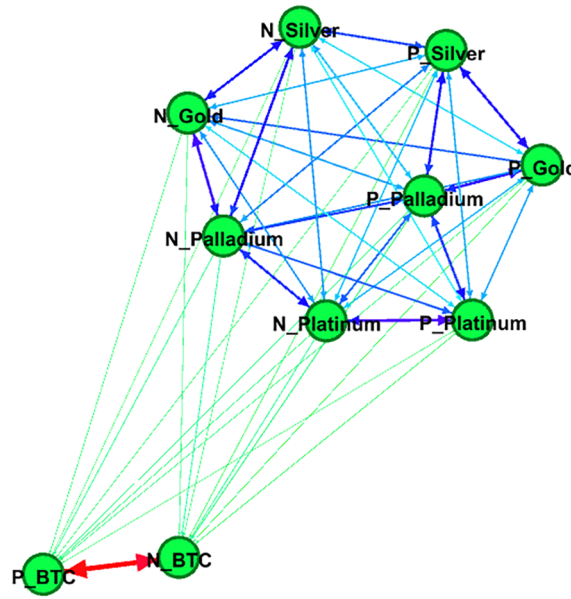 N_Silver
P_Silver
N_Gold
P_Gold
P_Palladium
N_Palladium
N_Platinum
P_Platinum
N_BTC
P_BTC